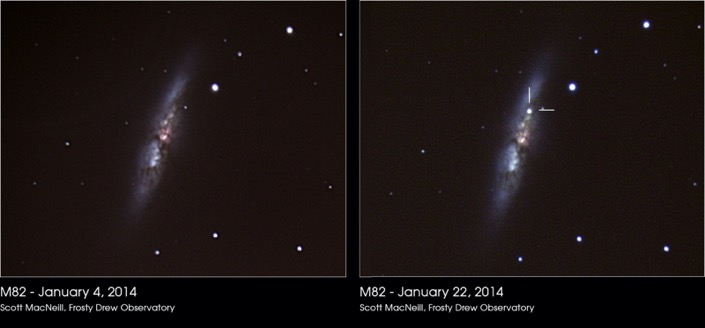 M82 - January 4, 2014
Scott MacNeill, Frosty Drew Observatory
M82 - January 22, 2014
Scott MacNeill, Frosty Drew Observatory